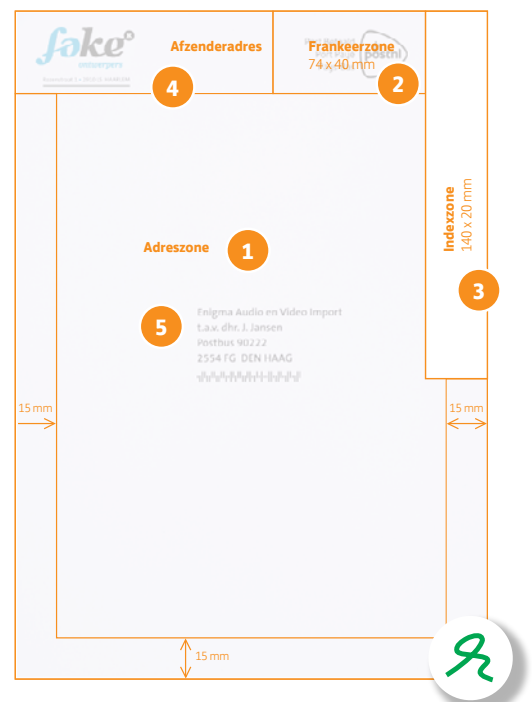 fake
ontwerpers
Afzenderadres
Frankeerzone
74 x 40 mm
4
2
Indexzone
140 x 20 mm
3
Adreszone
1
5
Enigma Audio en Video Import
t.a.v. dhr. J. Jansen
Postbus 90222
2554 FG DEN HAAG
15 mm
15 mm
15 mm